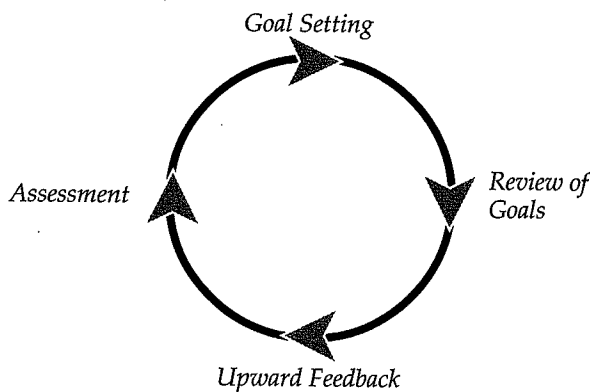 Goal Setting
Assessment
Review of
Goals
Upward Feedback